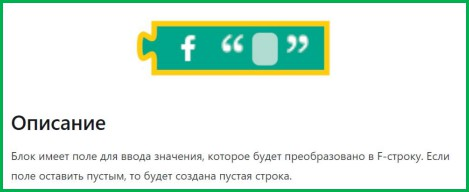 f “ ”
Описание
Блок имеет поле для ввода значения, которое будет преобразовано в F-строку. Если
поле оставить пустым, то будет создана пустая строка.